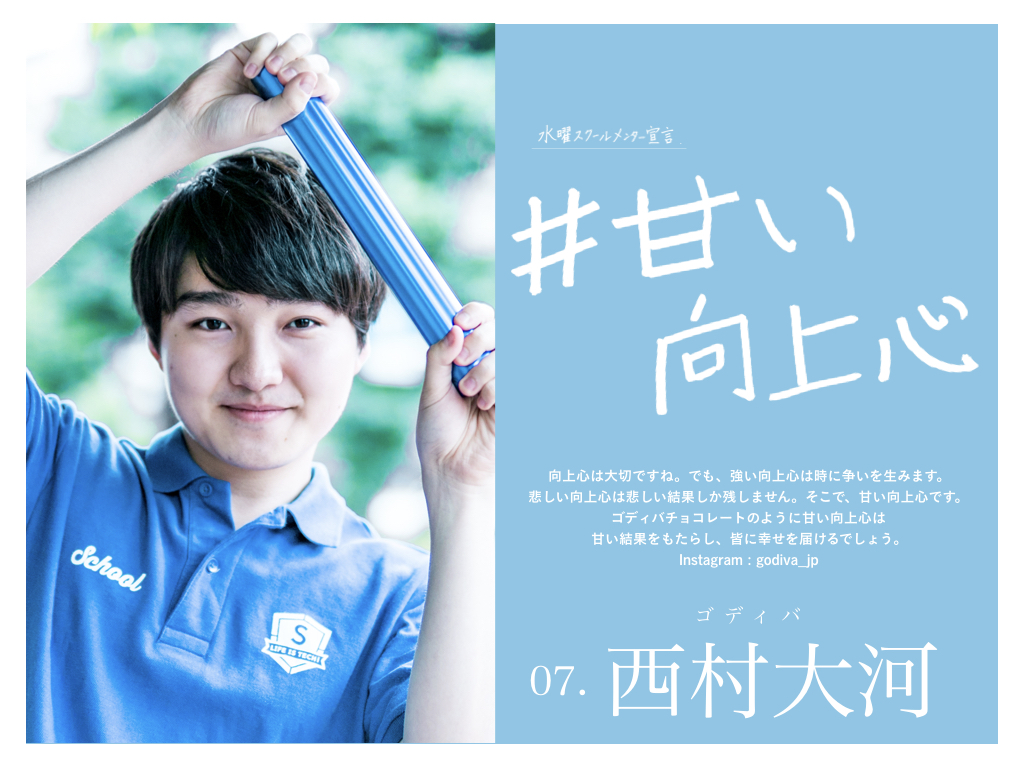 水曜スクールメンター宣言.
#甘い
向上心
向上心は大切ですね。でも、強い向上心は時に争いを生みます。
悲しい向上心は悲しい結果しか残しません。そこで、甘い向上心です。
ゴディバチョコレートのように甘い向上心は
甘い結果をもたらし、皆に幸せを届けるでしょう。
Instagram : godiva_jp
ゴディバ
07. 西村大河
School
S
LIFE IS TECH!